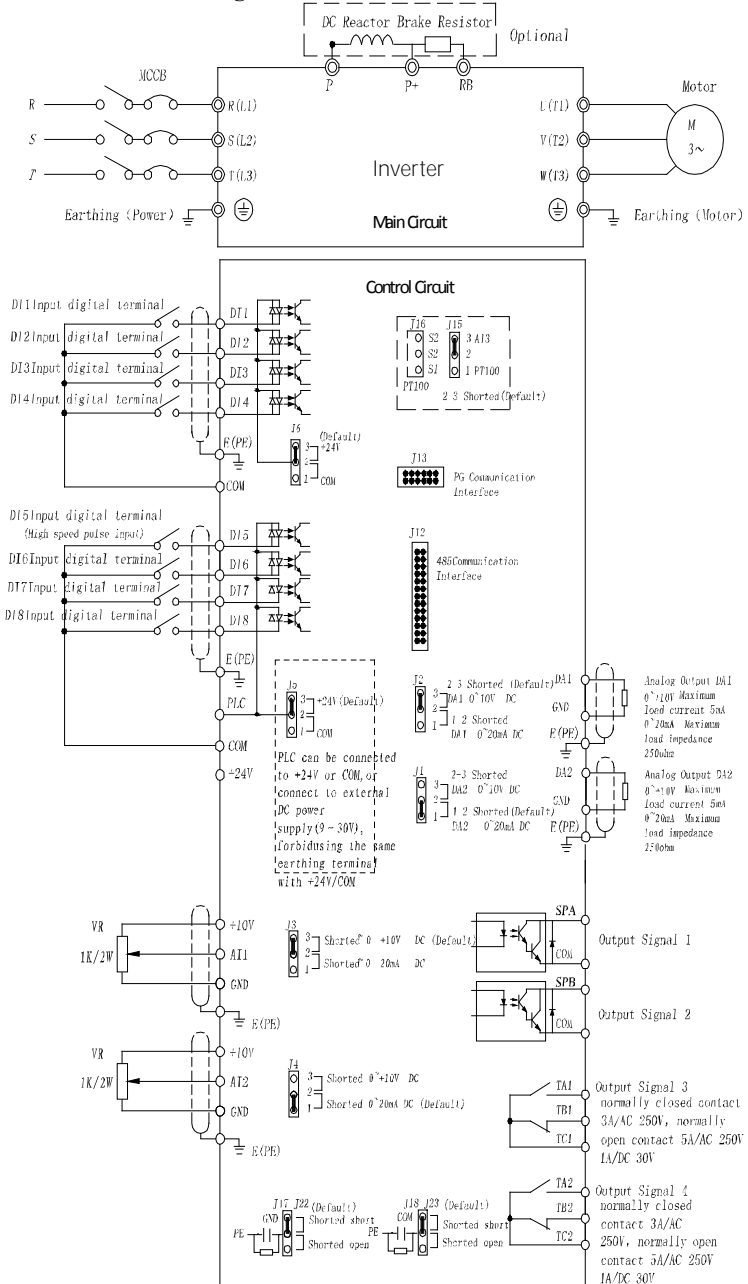 DC Reactor Brake Resistor
Optional
P P+ RB
MCCB
Motor
R R(L1) U(T1)
S S(L2) V(T2)
T T(L3) W(T3)
M
3~
Inverter
Earthing (Power)
Main Circuit
Earthing (Motor)
Control Circuit
DI1Input digital terminal DI1
DI2Input digital terminal DI2
DI3Input digital terminal DI3
DI4Input digital terminal DI4
E(PE)
COM
J16 J15
S2 3 AI3
S2 2
S1 1 PT100
PT100
2 3 Shorted(Default)
J6
(Default)
3 +24V
2
1 COM
J13
PG Communication
Interface
DI5Input digital terminal DI5
(High speed pulse input)
DI6Input digital terminal DI6
DI7Input digital terminal DI7
DI8Input digital terminal DI8
E(PE)
PLC
COM
+24V
J12
485Communication
Interface
J5
3 +24V(Default)
2
1 COM
PLC can be connected
to +24V or COM,or
connect to external
DC power
supply(9~30V),
forbidusing the same
earthing terminal
with +24V/COM
J2
2-3 Shorted (Default)
3 DA1 0~10V DC
2
1 2 Shorted
1 DA1 0~20mA DC
DA1
GND
E(PE)
Analog Output DA1
0~+10V Maximum
load current 5mA
0~20mA Maximum
load impedance
250ohm
J1
2-3 Shorted
3 DA2 0~10V DC
2
1 2 Shorted(Default)
1 DA2 0~20mA DC
DA2
GND
E(PE)
Analog Output DA2
0~+10V Maximum
load current 5mA
0~20mA Maximum
load impedance
250ohm
VR
1K/2W
+10V
AI1
GND
E(PE)
J3
3 Shorted~0 +10V DC (Default)
2
1 Shorted~0 20mA DC
SPA
COM
Output Signal 1
SPB
COM
Output Signal 2
VR
1K/2W
+10V
AI2
GND
E(PE)
J4
3 Shorted 0~+10V DC
2
1 Shorted 0~20mA DC (Default)
TA1
TB1
TC1
Output Signal 3
normally closed contact
3A/AC 250V, normally
open contact 5A/AC 250V
1A/DC 30V
TA2
TB2
TC2
Output Signal 4
normally closed
contact 3A/AC
250V, normally open
contact 5A/AC 250V
1A/DC 30V
J17 J22 (Default)
GND Shorted short
PE
Shorted open
J18 J23 (Default)
COM Shorted short
PE
Shorted open